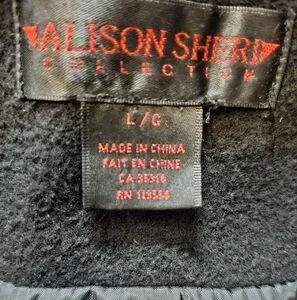 ALISON SHERI
COLLECTION
L/G
MADE IN CHINA
FAIT EN CHINE
CA 35316
RN 119556